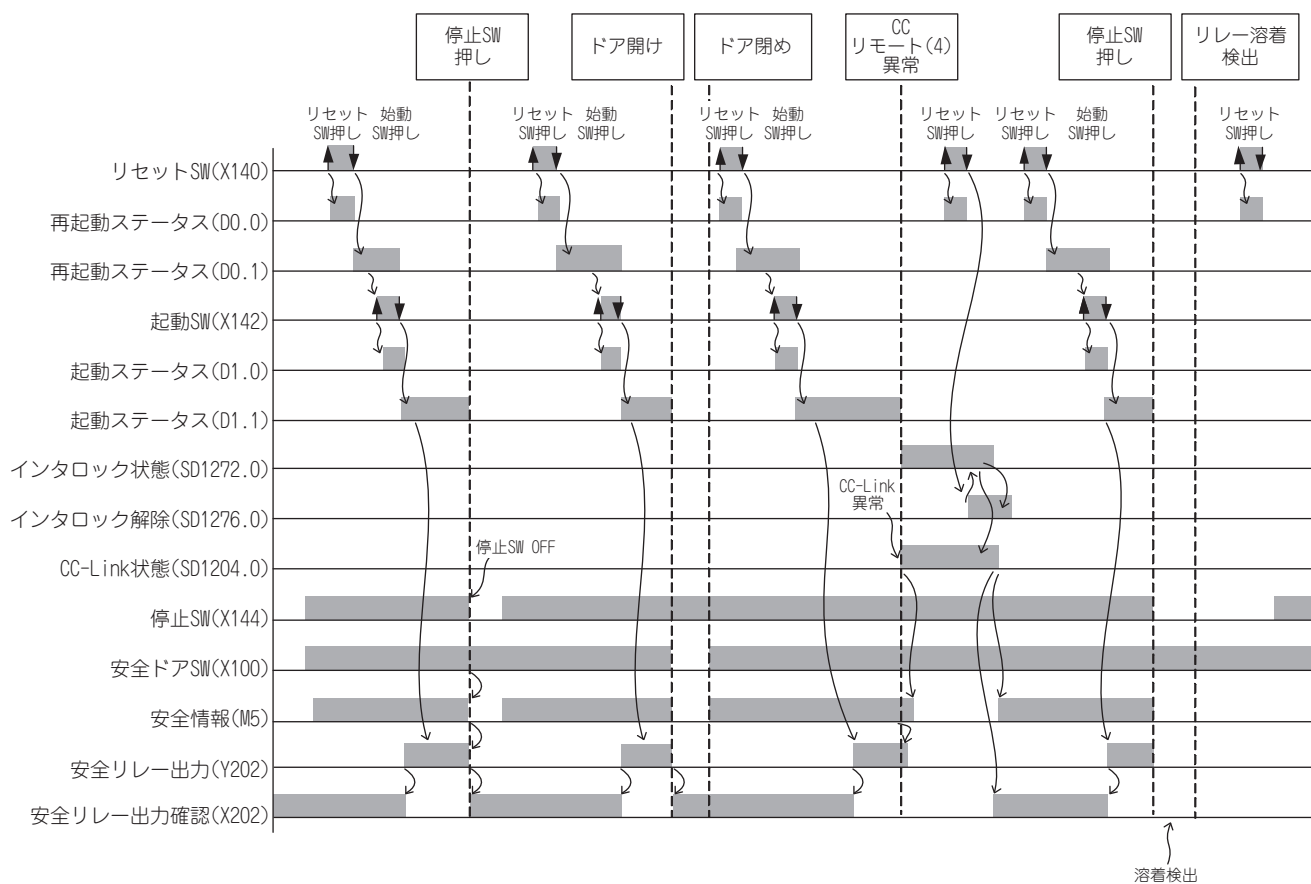 停止SW
押し
ドア開け
ドア閉め
CC
リモート(4)
異常
停止SW
押し
リレー溶着
検出
リセット 始動
SW押し SW押し
リセット 始動
SW押し SW押し
リセット 始動
SW押し SW押し
リセット リセット 始動
SW押し SW押し SW押し
リセット
SW押し
リセットSW(X140)
再起動ステータス(D0.0)
再起動ステータス(D0.1)
起動SW(X142)
起動ステータス(D1.0)
起動ステータス(D1.1)
インタロック状態(SD1272.0)
CC-Link
異常
インタロック解除(SD1276.0)
停止SW OFF
CC-Link状態(SD1204.0)
停止SW(X144)
安全ドアSW(X100)
安全情報(M5)
安全リレー出力(Y202)
安全リレー出力確認(X202)
溶着検出